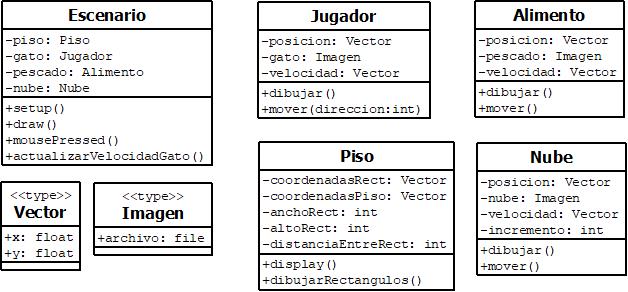 Escenario
-piso: Piso
-gato: Jugador
-pescado: Alimento
-nube: Nube
+setup()
+draw()
+mousePressed()
+actualizarVelocidadGato()
Jugador
-posicion: Vector
-gato: Imagen
-velocidad: Vector
+dibujar()
+mover(direccion:int)
Alimento
-posicion: Vector
-pescado: Imagen
-velocidad: Vector
+dibujar()
+mover()
<<type>>
Vector
+x: float
+y: float
<<type>>
Imagen
+archivo: file
Piso
-coordenadasRect: Vector
-coordenadasPiso: Vector
-anchoRect: int
-altoRect: int
-distanciaEntreRect: int
+display()
+dibujarRectangulos()
Nube
-posicion: Vector
-nube: Imagen
-velocidad: Vector
-incremento: int
+dibujar()
+mover()